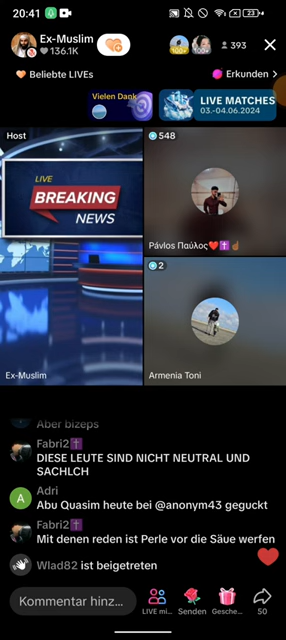 20:41
23
Ex-Muslim
136.1K
100+
100+
393
Beliebte LIVEs
Erkunden >
Vielen Dank
LIVE MATCHES
03.-04.06.2024
Host
548
LIVE
BREAKING
NEWS
Pávlos Παύλος
2
Ex-Muslim
Armenia Toni
Aber bizeps
Fabri2
DIESE LEUTE SIND NICHT NEUTRAL UND
SACHLCH
A
Adri
Abu Quasim heute bei @anonym43 geguckt
Fabri2
Mit denen reden ist Perle vor die Säue werfen
Wlad82 ist beigetreten
Kommentar hinz...
LIVE mi...
Senden
Gesche...
50